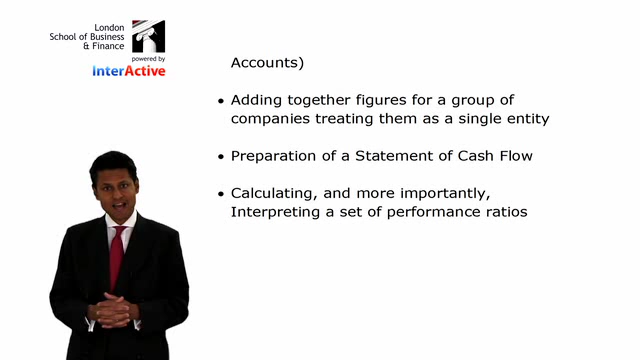 London
School of Business
& Finance
powered by
InterActive
Accounts)
• Adding together figures for a group of
companies treating them as a single entity
• Preparation of a Statement of Cash Flow
• Calculating, and more importantly,
Interpreting a set of performance ratios